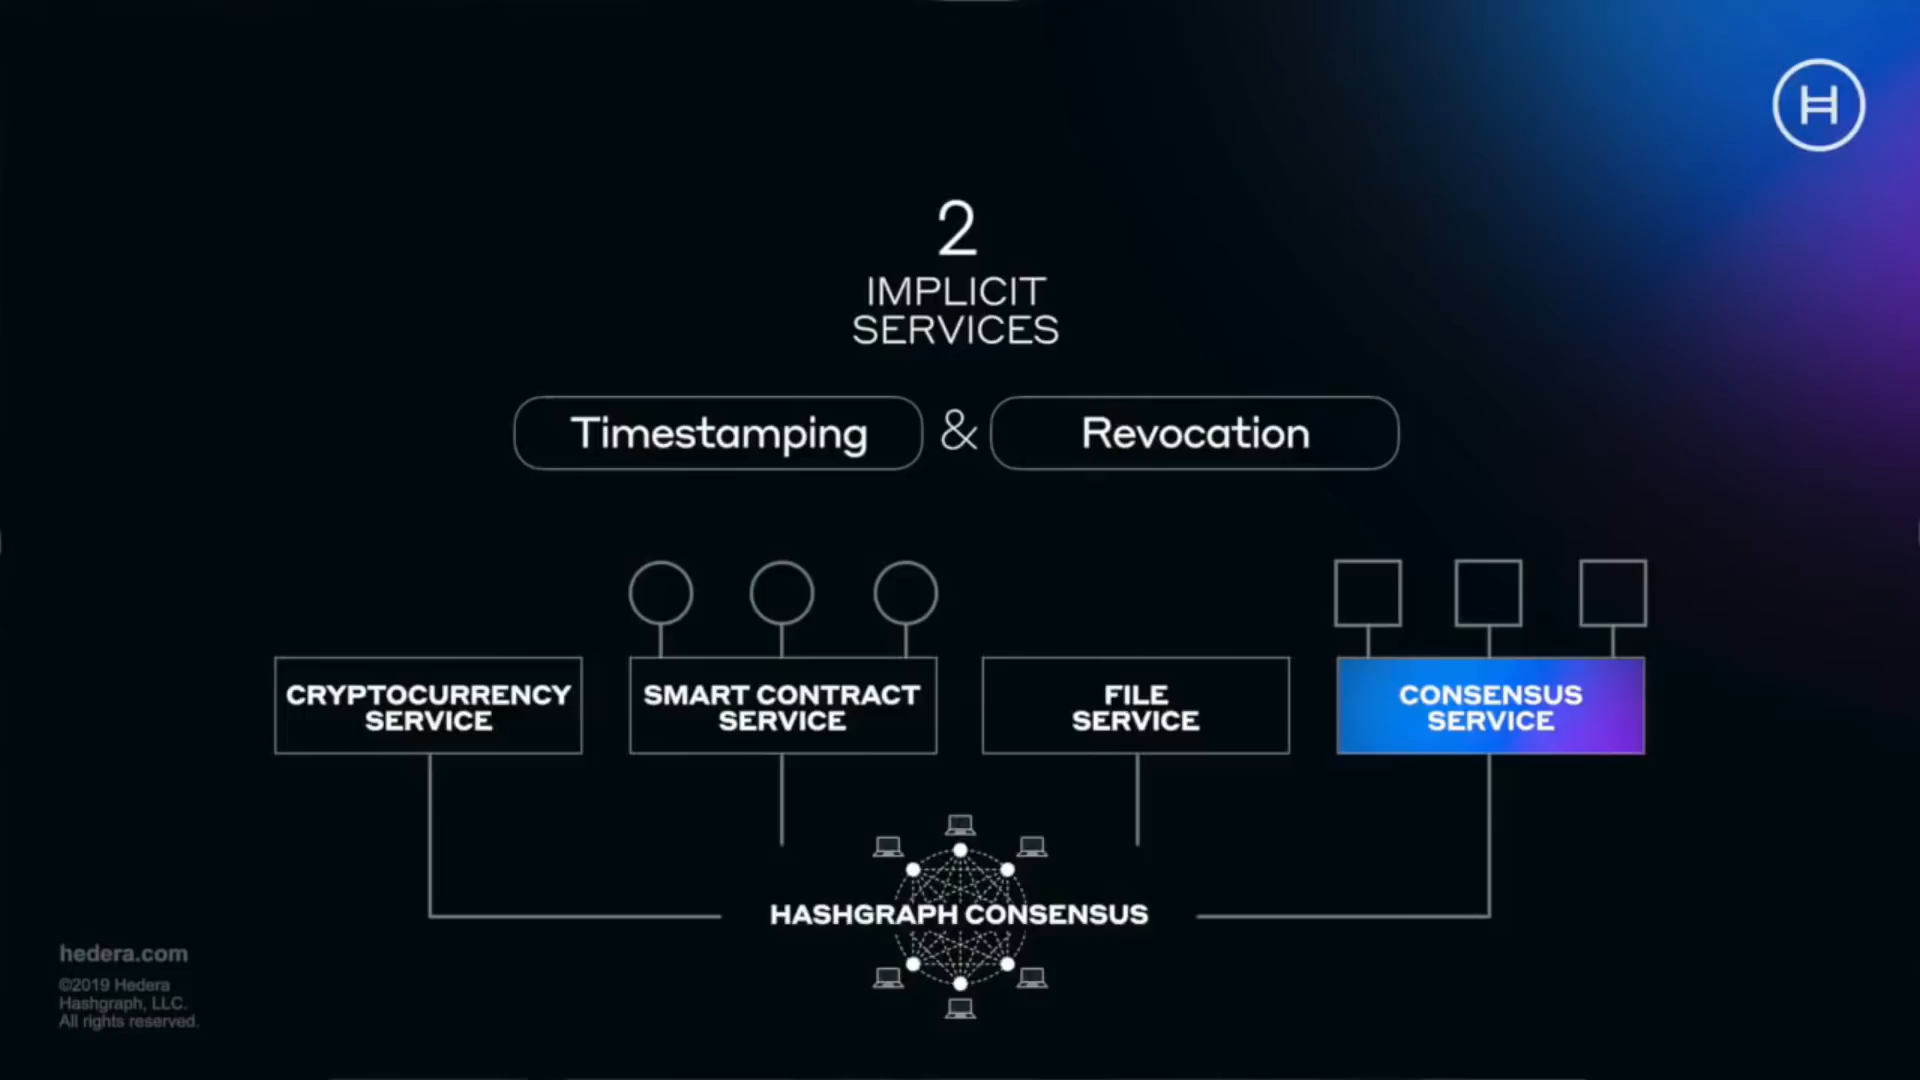 H
2
IMPLICIT
SERVICES
Timestamping & Revocation
CRYPTOCURRENCY
SERVICE
SMART CONTRACT
SERVICE
FILE
SERVICE
CONSENSUS
SERVICE
HASHGRAPH CONSENSUS
hedera.com
©2019 Hedera
Hashgraph, LLC.
All rights reserved.